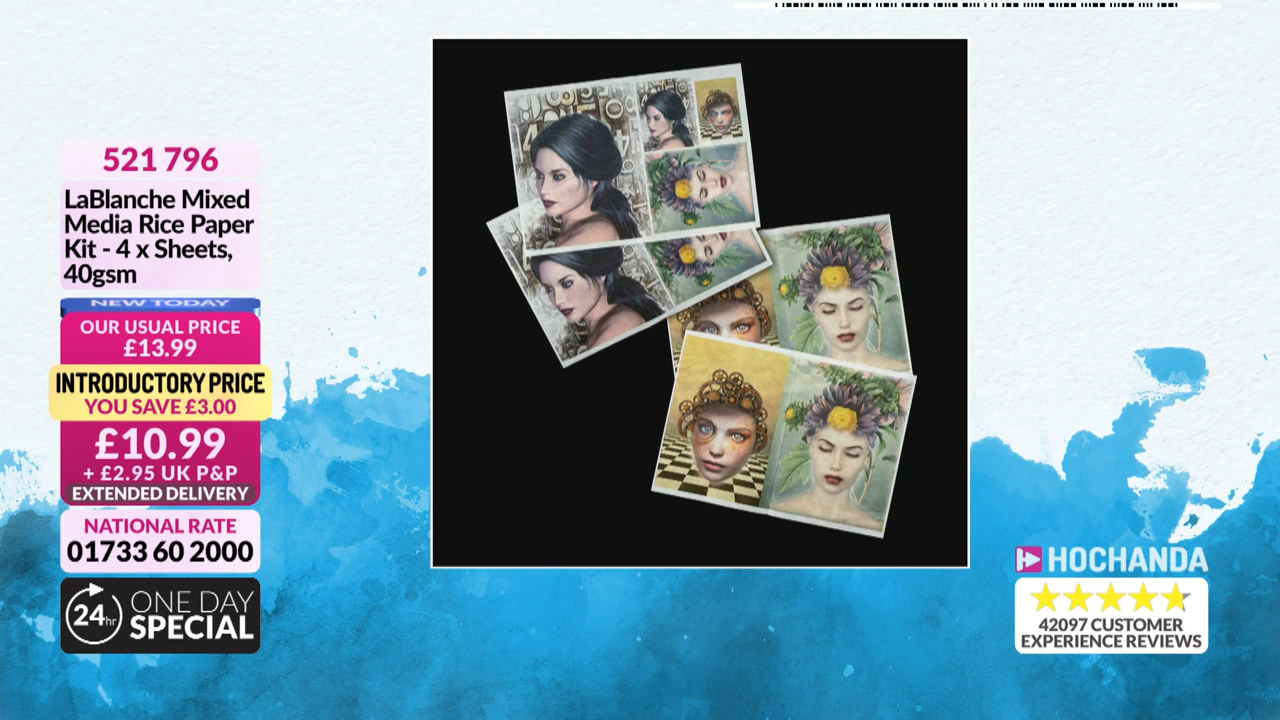 521 796
LaBlanche Mixed
Media Rice Paper
Kit - 4 x Sheets,
40gsm
NEW TODAY
OUR USUAL PRICE
£13.99
INTRODUCTORY PRICE
YOU SAVE £3.00
£10.99
+ £2.95 UK P&P
EXTENDED DELIVERY
NATIONAL RATE
01733 60 2000
24hr
ONE DAY
SPECIAL
HOCHANDA
42097 CUSTOMER
EXPERIENCE REVIEWS